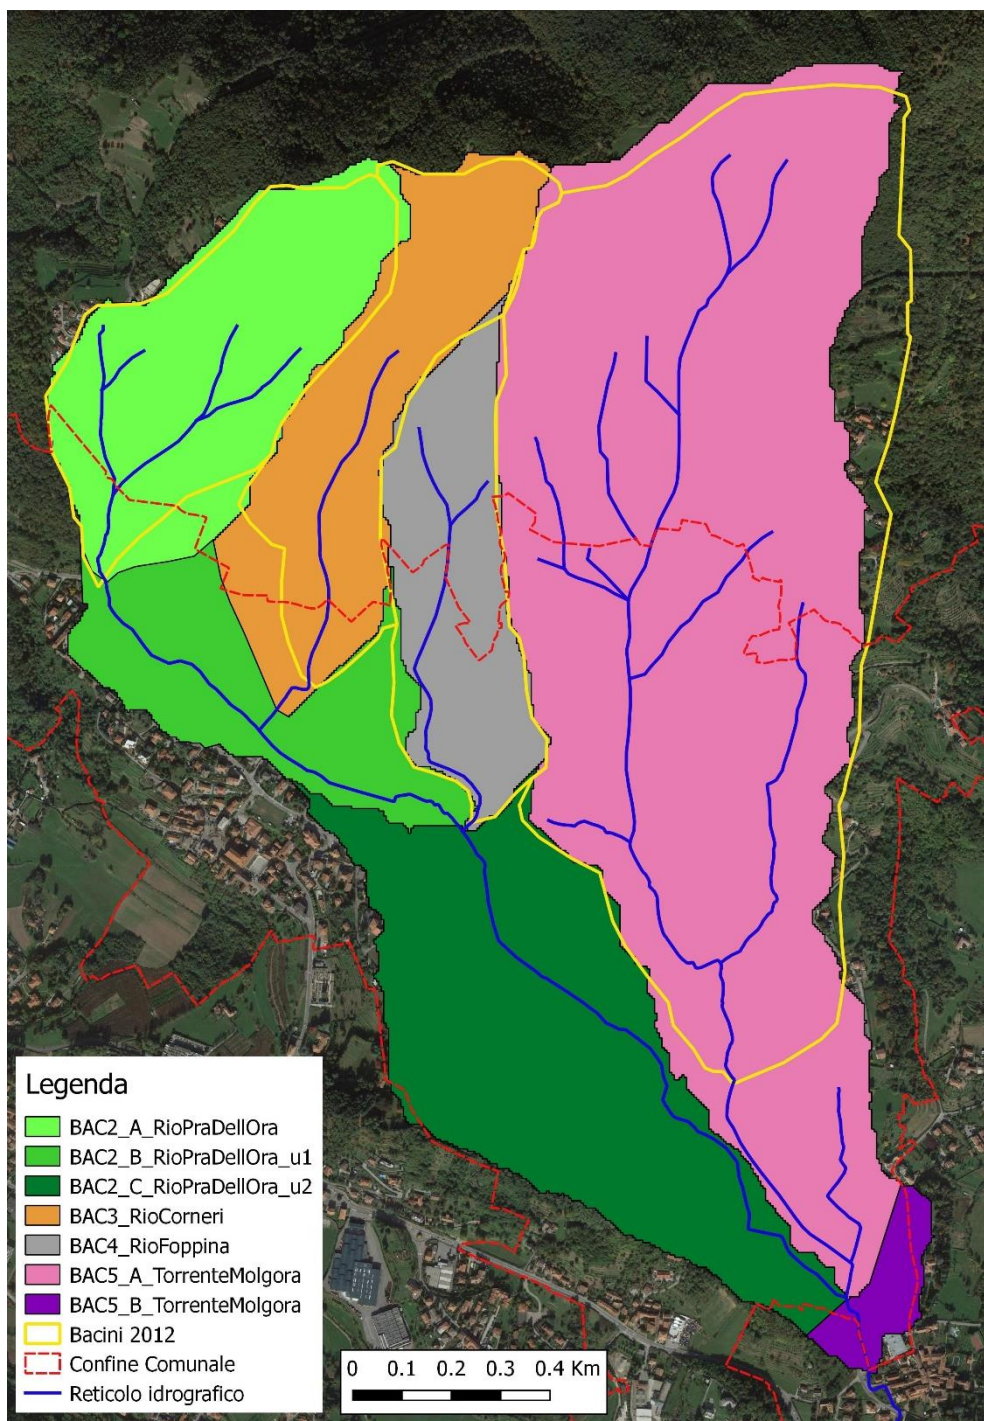 Legenda
BAC2_A_RioPraDellOra
BAC2_B_RioPraDellOra_u1
BAC2_C_RioPraDellOra_u2
BAC3_RioCorneri
BAC4_RioFoppina
BAC5_A_TorrenteMolgora
BAC5_B_TorrenteMolgora
Bacini 2012
Confine Comunale
Reticolo idrografico
0 0.1 0.2 0.3 0.4 Km